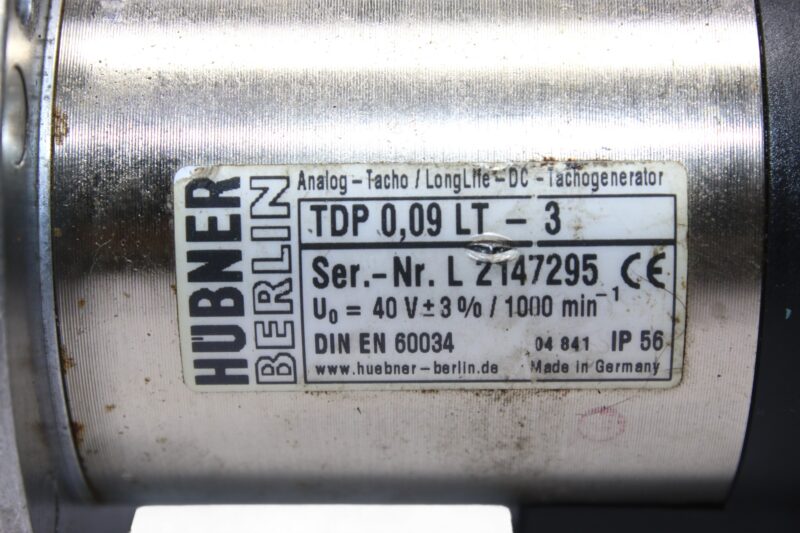 HÜBNER
BERLIN
Analog-Tacho / LongLife-DC-Tachogenerator
TDP 0,09 LT - 3
Ser.-Nr. L 2147295 CE
U₀ = 40 V ± 3 % / 1000 min⁻¹
DIN EN 60034 04 841 IP 56
www.huebner-berlin.de Made in Germany